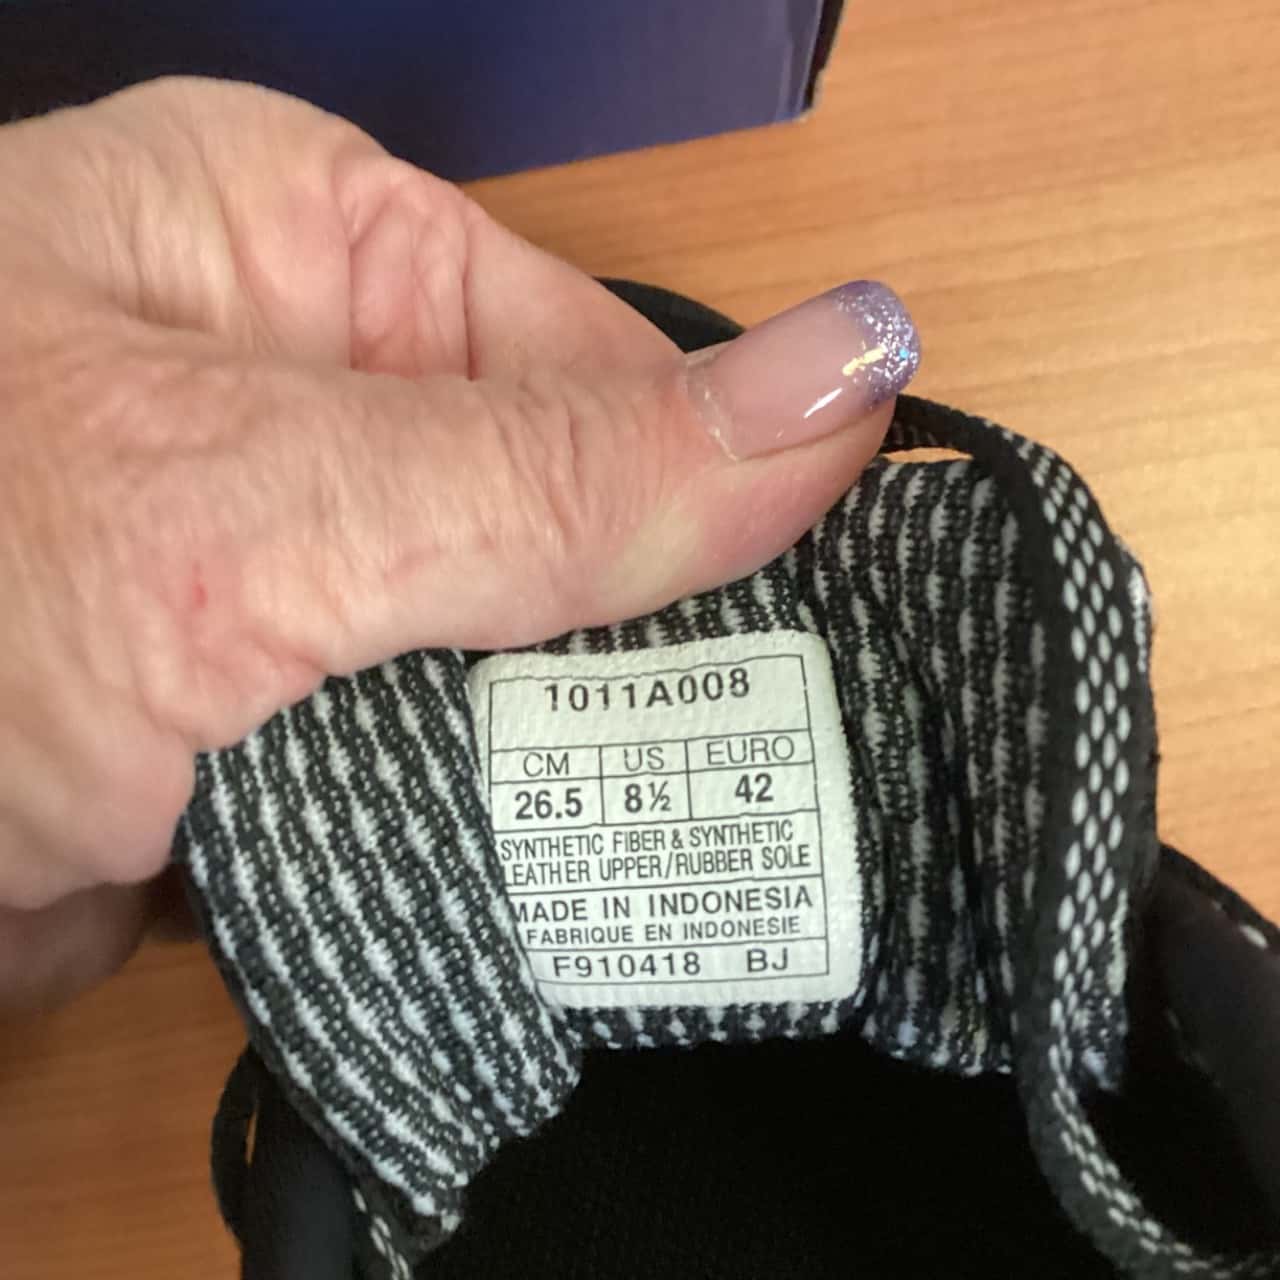 1011A008
CM US EURO
26.5 8½ 42
SYNTHETIC FIBER & SYNTHETIC
LEATHER UPPER/RUBBER SOLE
MADE IN INDONESIA
FABRIQUE EN INDONESIE
F910418 BJ